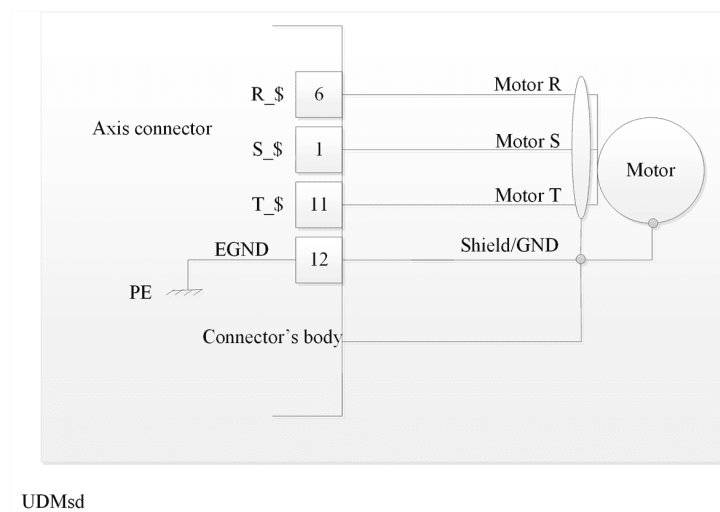 R_$ 6 Motor R
Axis connector
S_$ 1 Motor S
Motor
T_$ 11 Motor T
EGND 12 Shield/GND
PE
Connector's body
UDMsd